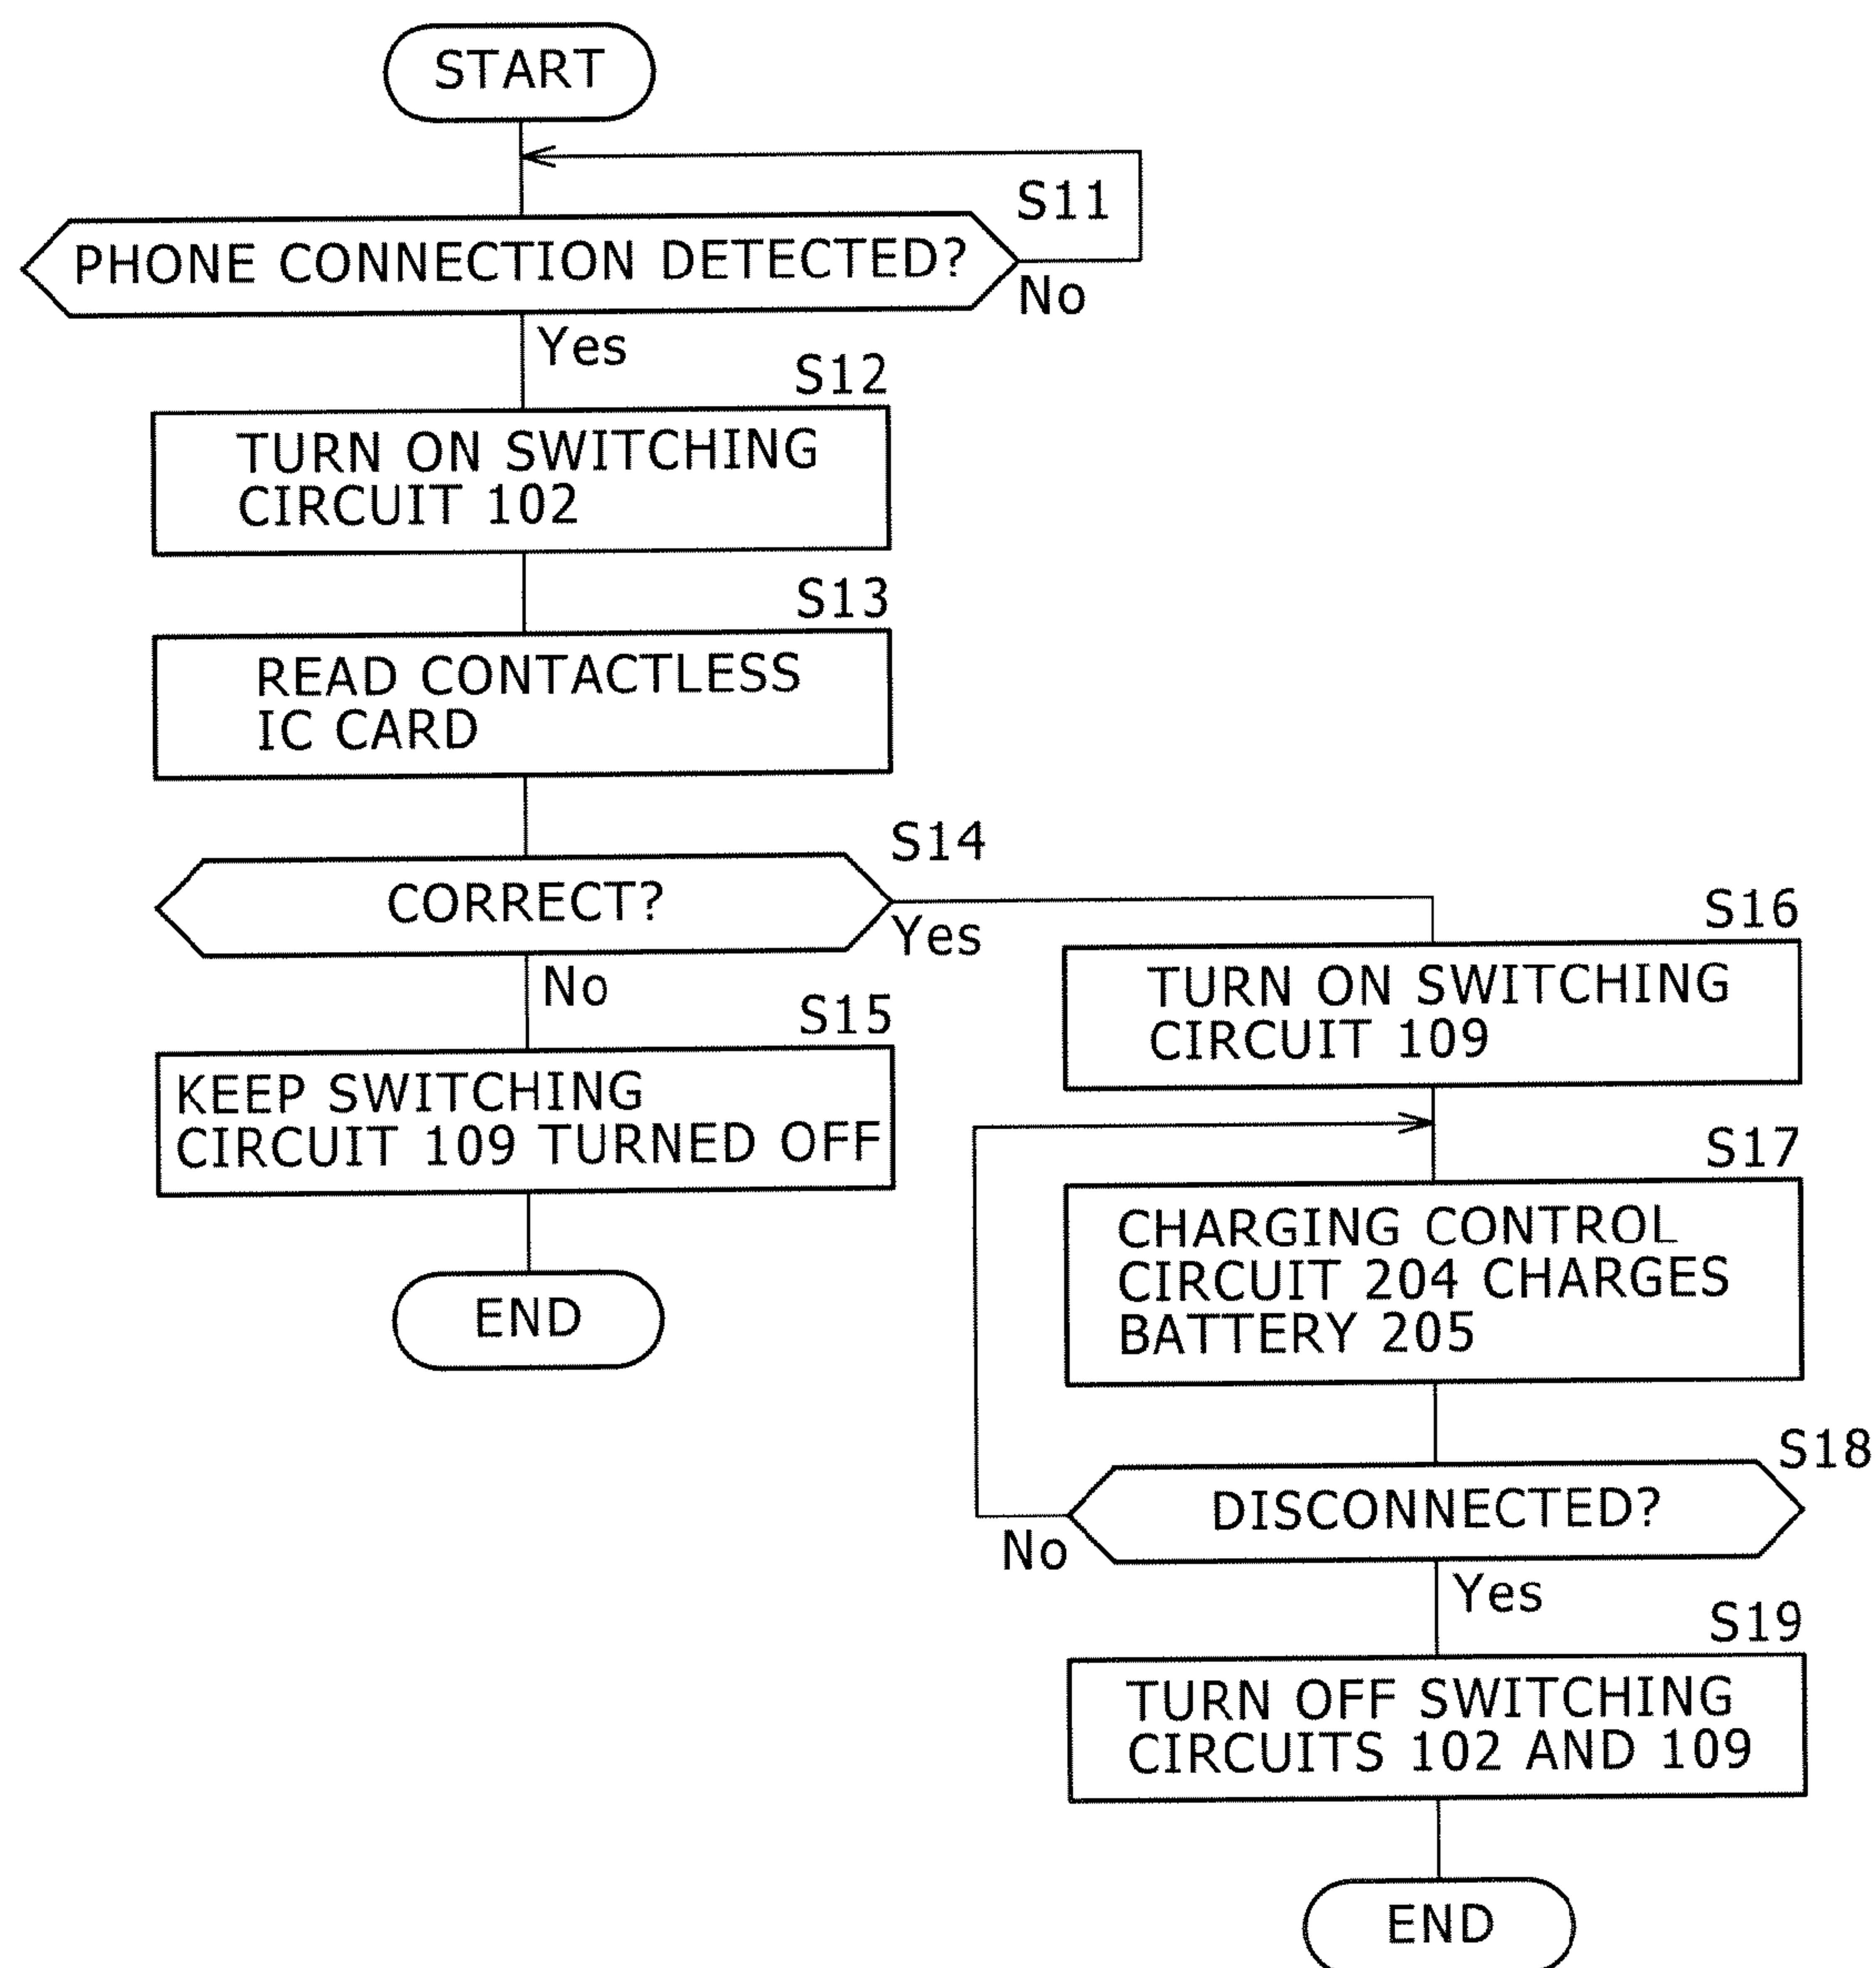 START
S11
PHONE CONNECTION DETECTED?
No
Yes
S12
TURN ON SWITCHING
CIRCUIT 102
S13
READ CONTACTLESS
IC CARD
S14
CORRECT?
Yes
No
S15
KEEP SWITCHING
CIRCUIT 109 TURNED OFF
END
S16
TURN ON SWITCHING
CIRCUIT 109
S17
CHARGING CONTROL
CIRCUIT 204 CHARGES
BATTERY 205
S18
DISCONNECTED?
No
Yes
S19
TURN OFF SWITCHING
CIRCUITS 102 AND 109
END